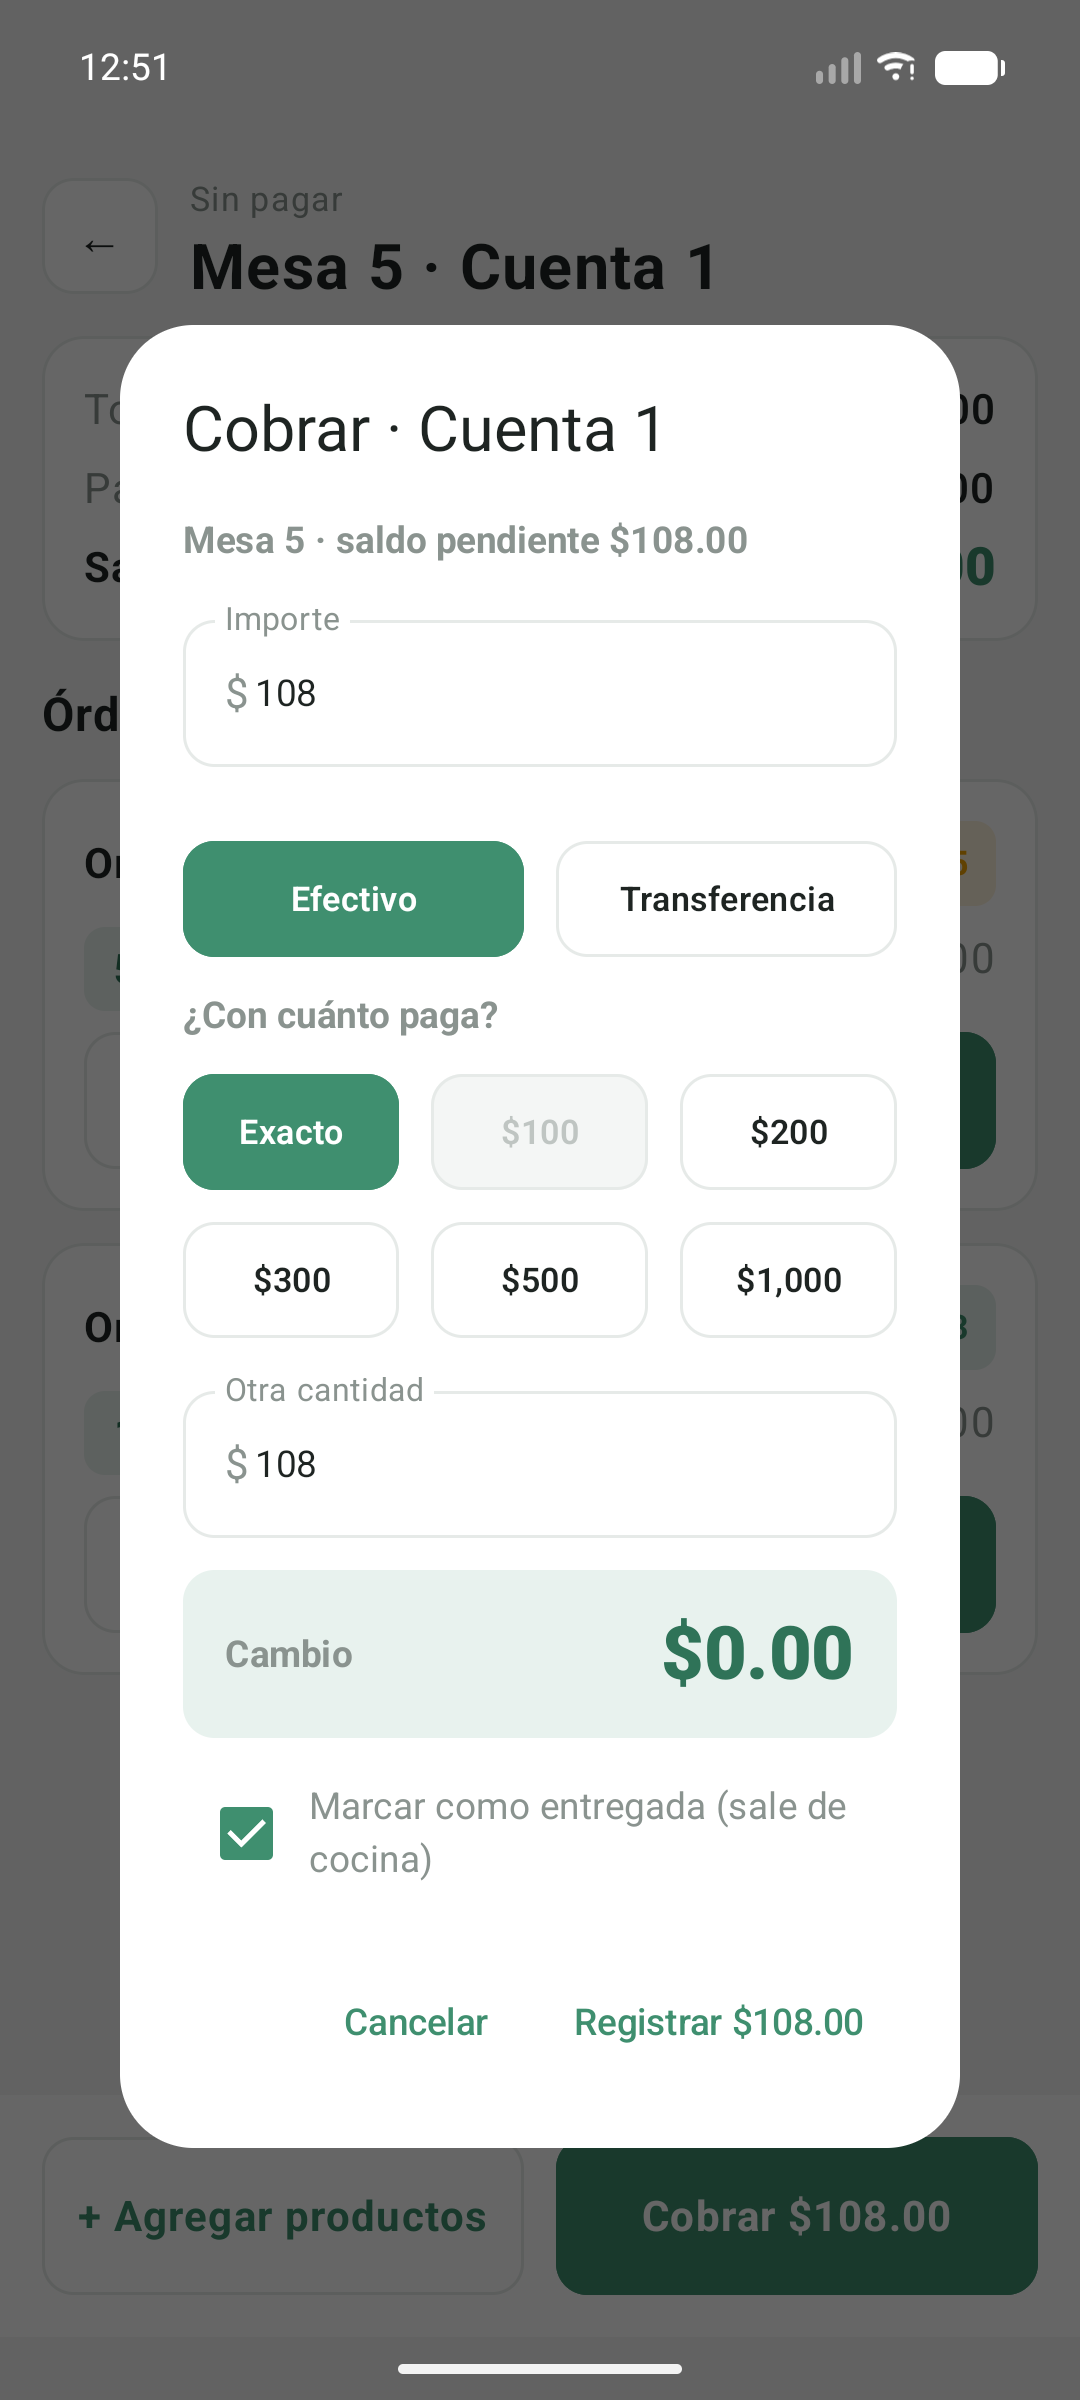 12:51
Sin pagar
←
Mesa 5 · Cuenta 1
Cobrar · Cuenta 1
Mesa 5 · saldo pendiente $108.00
Importe
$ 108
Efectivo
Transferencia
¿Con cuánto paga?
Exacto
$100
$200
$300
$500
$1,000
Otra cantidad
$ 108
Cambio
$0.00
Marcar como entregada (sale de
cocina)
Cancelar
Registrar $108.00
+ Agregar productos
Cobrar $108.00